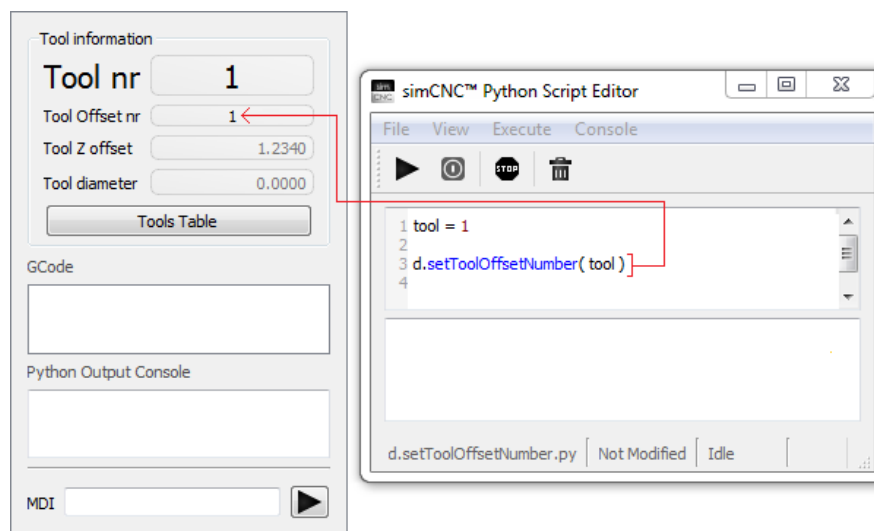 Tool information
Tool nr 1
Tool Offset nr 1
Tool Z offset 1.2340
Tool diameter 0.0000
Tools Table
GCode
Python Output Console
MDI
sim CNC
simCNC™ Python Script Editor
File View Execute Console
STOP
1 tool = 1
2
3 d.setToolOffsetNumber( tool )
4
d.setToolOffsetNumber.py Not Modified Idle